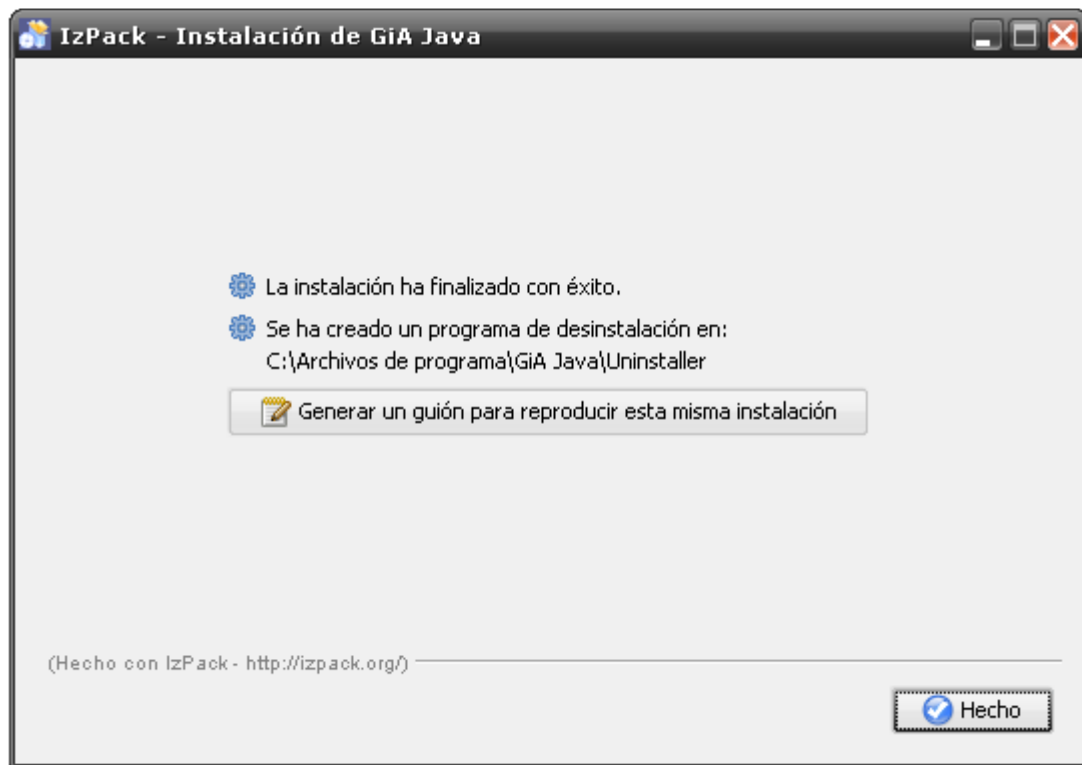 IzPack - Instalación de GiA Java
La instalación ha finalizado con éxito.
Se ha creado un programa de desinstalación en:
C:\Archivos de programa\GiA Java\Uninstaller
Generar un guión para reproducir esta misma instalación
(Hecho con IzPack - http://izpack.org/)
Hecho